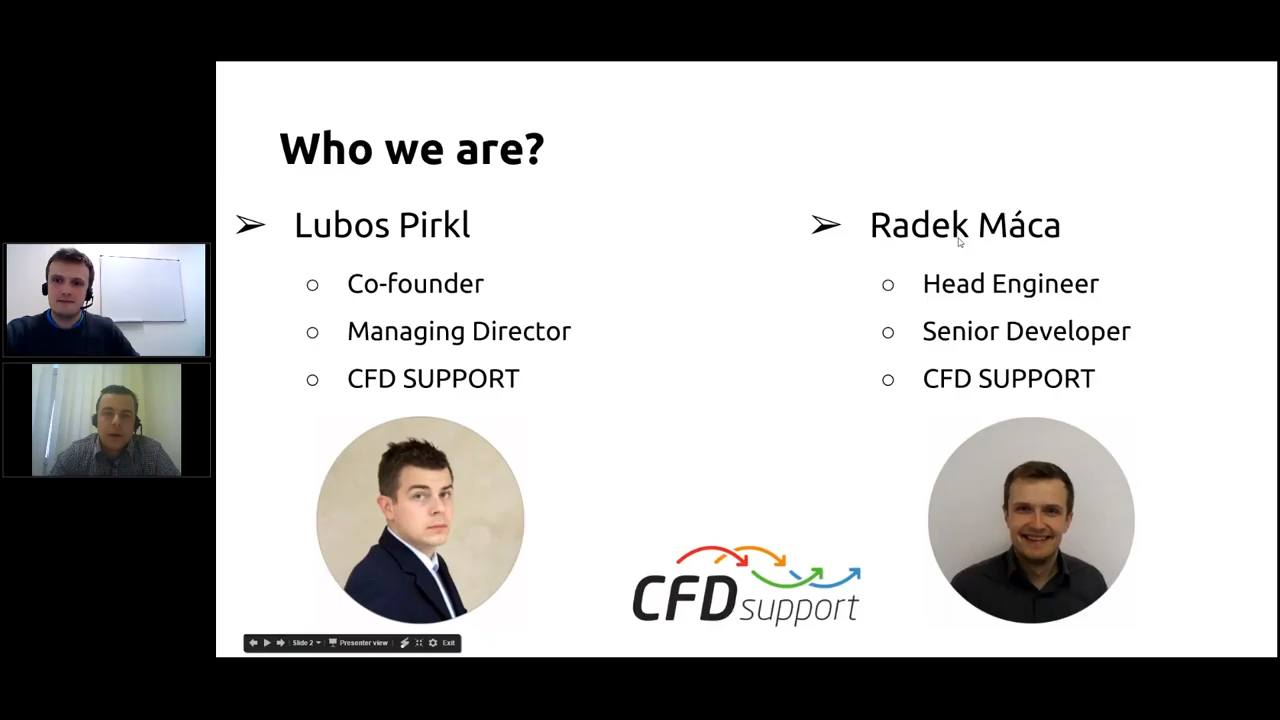 Who we are?
➢ Lubos Pirkl
○ Co-founder
○ Managing Director
○ CFD SUPPORT
➢ Radek Máca
○ Head Engineer
○ Senior Developer
○ CFD SUPPORT
CFD support
Slide 2 Presenter view Exit